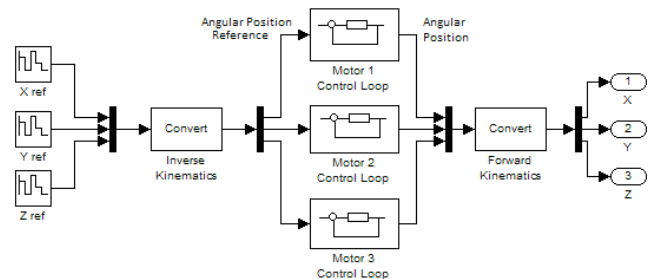 Angular Position
Reference
Angular
Position
X ref
Y ref
Z ref
Convert
Inverse
Kinematics
Motor 1
Control Loop
Motor 2
Control Loop
Motor 3
Control Loop
Convert
Forward
Kinematics
1
X
2
Y
3
Z